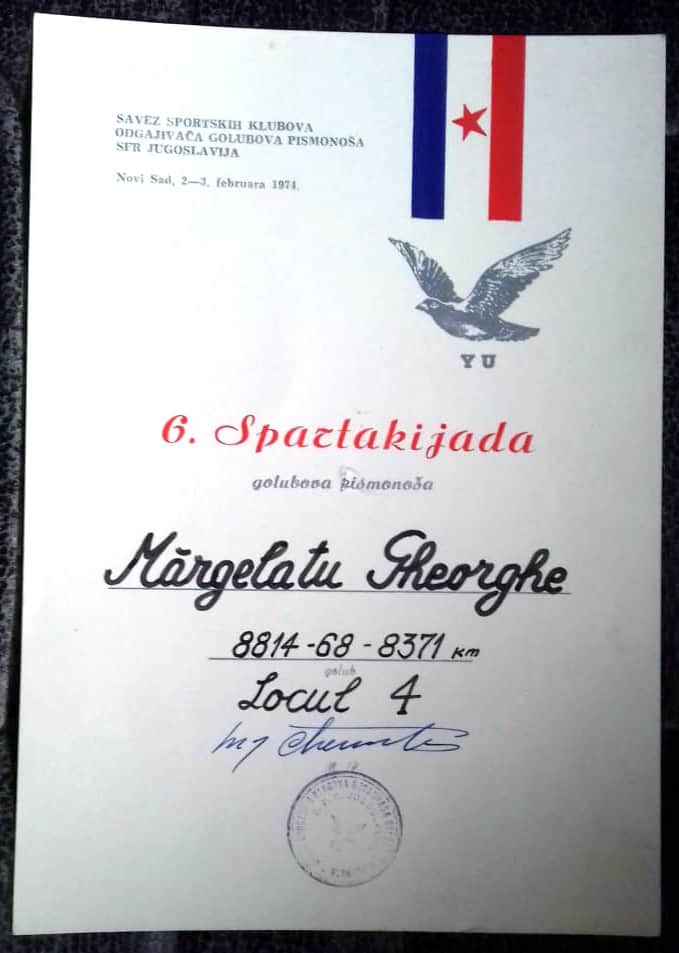 SAVEZ SPORTSKIH KLUBOVA
ODGAJIVAČA GOLUBOVA PISMONOŠA
SFR JUGOSLAVIJA
Novi Sad, 2—3. februara 1974.
YU
6. Spartakijada
golubova pismonoša
Mărgelatu Gheorghe
8814-68-8371 km
golub
Locul 4